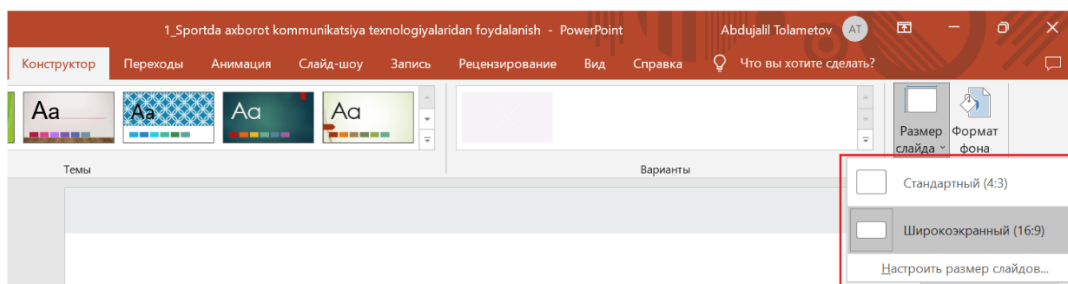 1_Sportda axborot kommunikatsiya texnologiyalaridan foydalanish - PowerPoint
Abdujalil Tolametov
AT
Конструктор Переходы Анимация Слайд-шоу Запись Рецензирование Вид Справка Что вы хотите сделать?
Aa Aa Aa Aa
Размер слайда
Формат фона
Темы
Варианты
Стандартный (4:3)
Широкоэкранный (16:9)
Настроить размер слайдов...